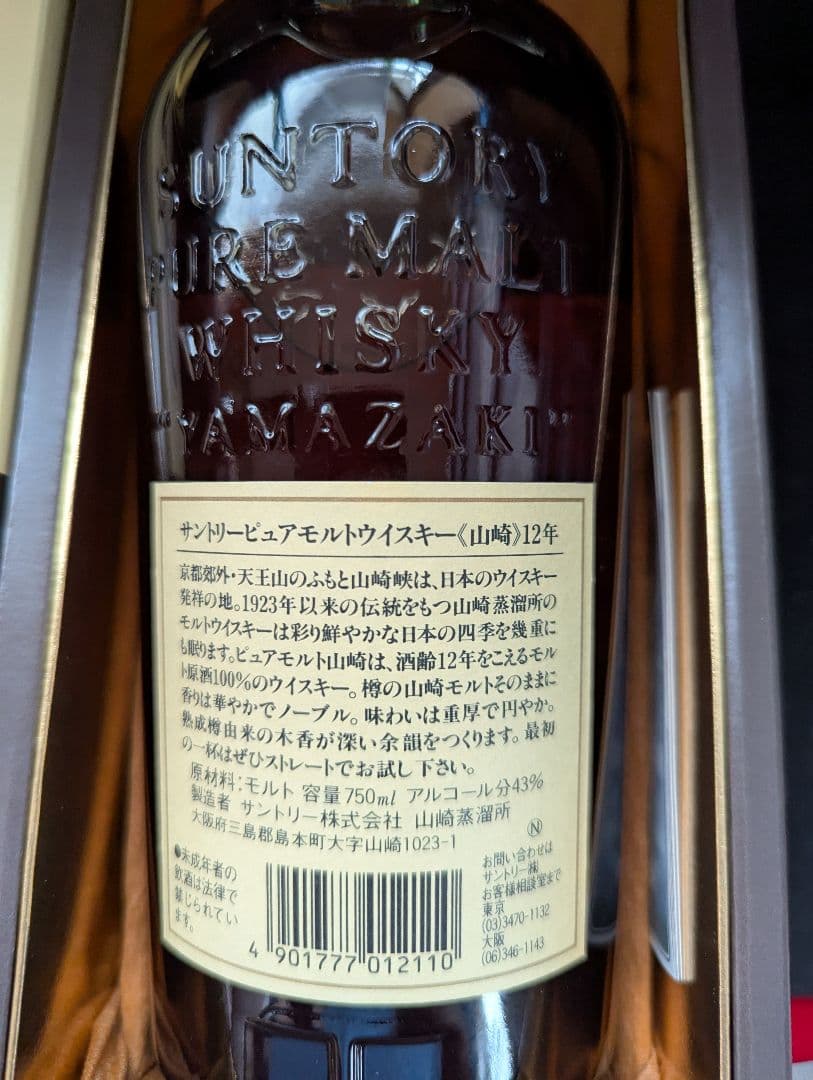 SUNTORY
PURE MALT
WHISKY
"YAMAZAKI"
サントリーピュアモルトウイスキー《山崎》12年
京都郊外・天王山のふもと山崎峡は、日本のウイスキー
発祥の地。1923年以来の伝統をもつ山崎蒸溜所の
モルトウイスキーは彩り鮮やかな日本の四季を幾重に
も眠ります。ピュアモルト山崎は、酒齢12年をこえるモル
ト原酒100%のウイスキー。樽の山崎モルトそのままに
香りは華やかでノーブル。味わいは重厚で円やか。
熟成樽由来の木香が深い余韻をつくります。最初
の一杯はぜひストレートでお試し下さい。
原材料:モルト 容量750ml アルコール分43%
製造者 サントリー株式会社 山崎蒸溜所
大阪府三島郡島本町大字山崎1023-1
Ⓝ
●未成年者の
飲酒は法律で
禁じられてい
ます。
4 901777 012110
お問い合わせは
サントリー㈱
お客様相談室まで
東京
(03)3470-1132
大阪
(06)346-1143